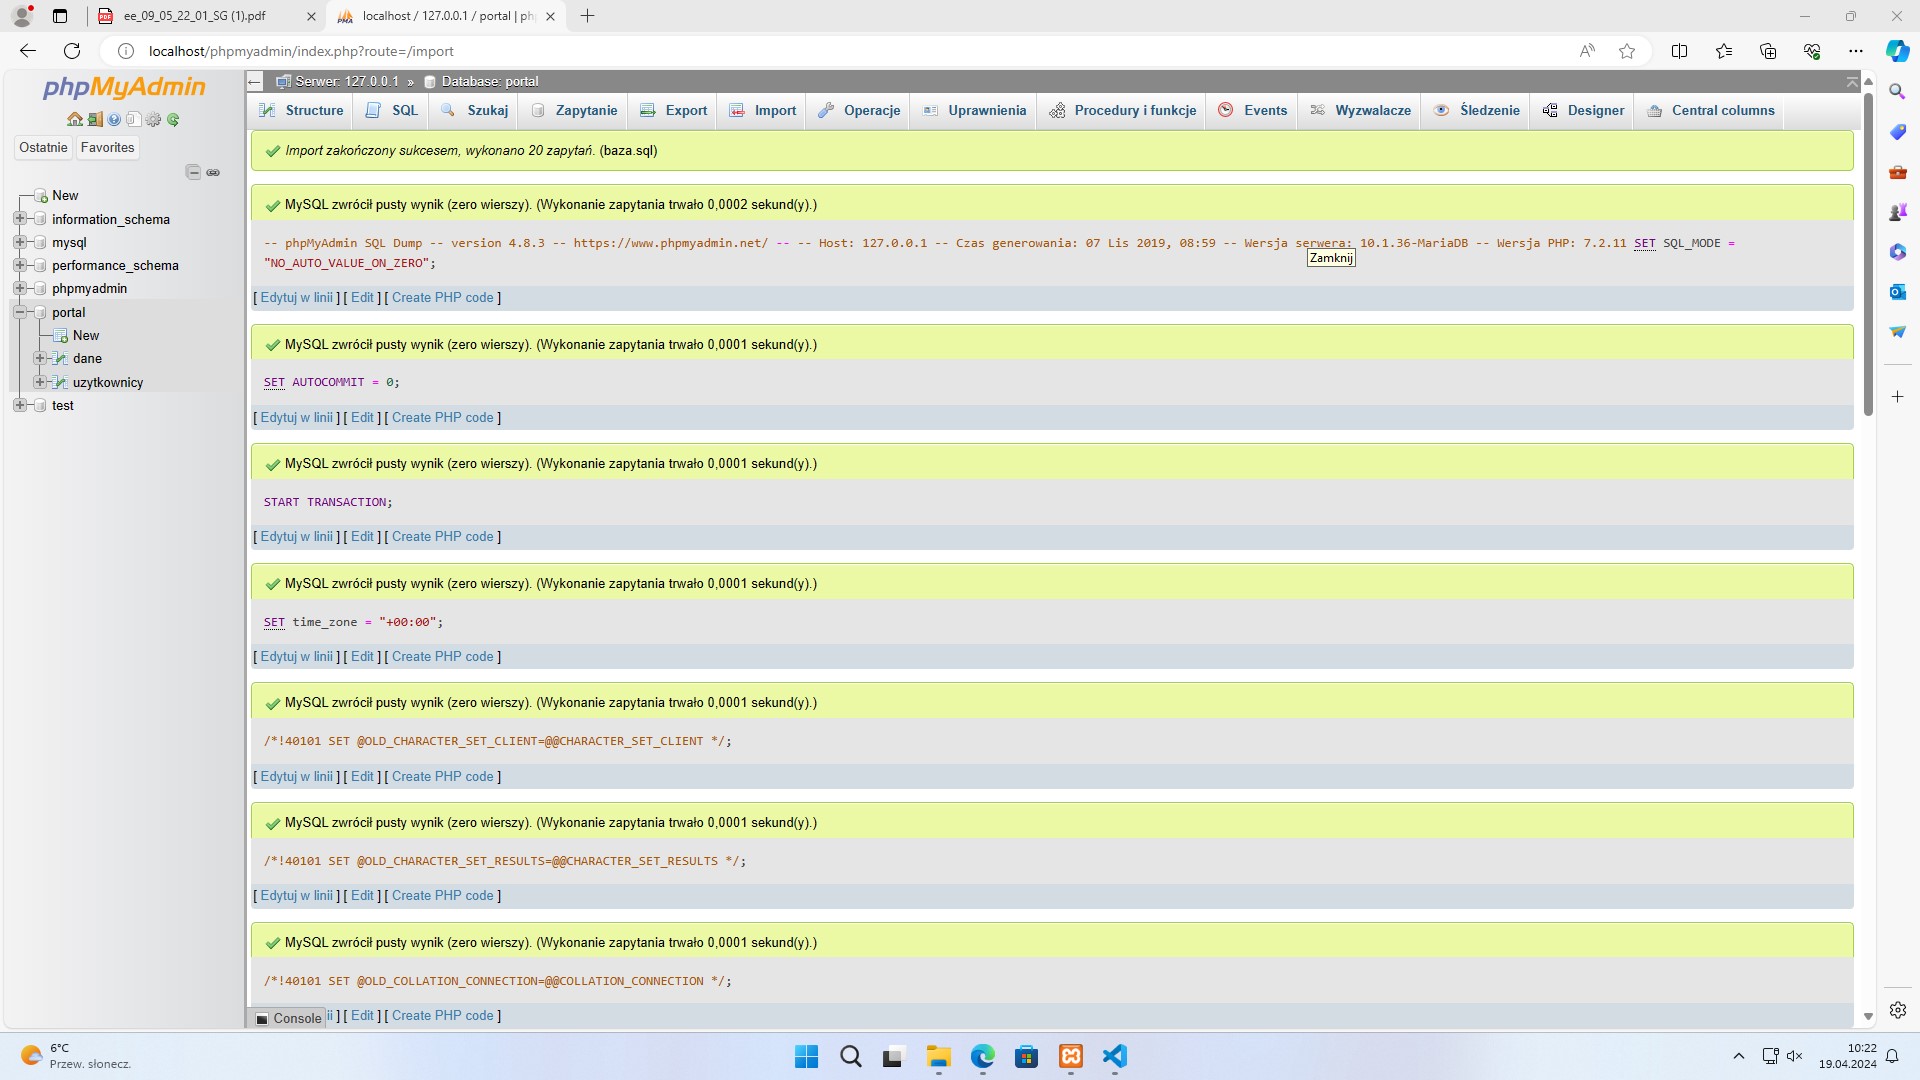 ee_09_05_22_01_SG (1).pdf
localhost / 127.0.0.1 / portal | ph
localhost/phpmyadmin/index.php?route=/import
phpMyAdmin
Ostatnie
Favorites
New
information_schema
mysql
performance_schema
phpmyadmin
portal
New
dane
uzytkownicy
test
Serwer: 127.0.0.1 » Database: portal
Structure
SQL
Szukaj
Zapytanie
Export
Import
Operacje
Uprawnienia
Procedury i funkcje
Events
Wyzwalacze
Śledzenie
Designer
Central columns
Import zakończony sukcesem, wykonano 20 zapytań. (baza.sql)
MySQL zwrócił pusty wynik (zero wierszy). (Wykonanie zapytania trwało 0,0002 sekund(y).)
-- phpMyAdmin SQL Dump -- version 4.8.3 -- https://www.phpmyadmin.net/ -- -- Host: 127.0.0.1 -- Czas generowania: 07 Lis 2019, 08:59 -- Wersja serwera: 10.1.36-MariaDB -- Wersja PHP: 7.2.11 SET SQL_MODE =
"NO_AUTO_VALUE_ON_ZERO";
Zamknij
[ Edytuj w linii ] [ Edit ] [ Create PHP code ]
MySQL zwrócił pusty wynik (zero wierszy). (Wykonanie zapytania trwało 0,0001 sekund(y).)
SET AUTOCOMMIT = 0;
[ Edytuj w linii ] [ Edit ] [ Create PHP code ]
MySQL zwrócił pusty wynik (zero wierszy). (Wykonanie zapytania trwało 0,0001 sekund(y).)
START TRANSACTION;
[ Edytuj w linii ] [ Edit ] [ Create PHP code ]
MySQL zwrócił pusty wynik (zero wierszy). (Wykonanie zapytania trwało 0,0001 sekund(y).)
SET time_zone = "+00:00";
[ Edytuj w linii ] [ Edit ] [ Create PHP code ]
MySQL zwrócił pusty wynik (zero wierszy). (Wykonanie zapytania trwało 0,0001 sekund(y).)
/*!40101 SET @OLD_CHARACTER_SET_CLIENT=@@CHARACTER_SET_CLIENT */;
[ Edytuj w linii ] [ Edit ] [ Create PHP code ]
MySQL zwrócił pusty wynik (zero wierszy). (Wykonanie zapytania trwało 0,0001 sekund(y).)
/*!40101 SET @OLD_CHARACTER_SET_RESULTS=@@CHARACTER_SET_RESULTS */;
[ Edytuj w linii ] [ Edit ] [ Create PHP code ]
MySQL zwrócił pusty wynik (zero wierszy). (Wykonanie zapytania trwało 0,0001 sekund(y).)
/*!40101 SET @OLD_COLLATION_CONNECTION=@@COLLATION_CONNECTION */;
Console ii ] [ Edit ] [ Create PHP code ]
6°C
Przew. słonecz.
10:22
19.04.2024